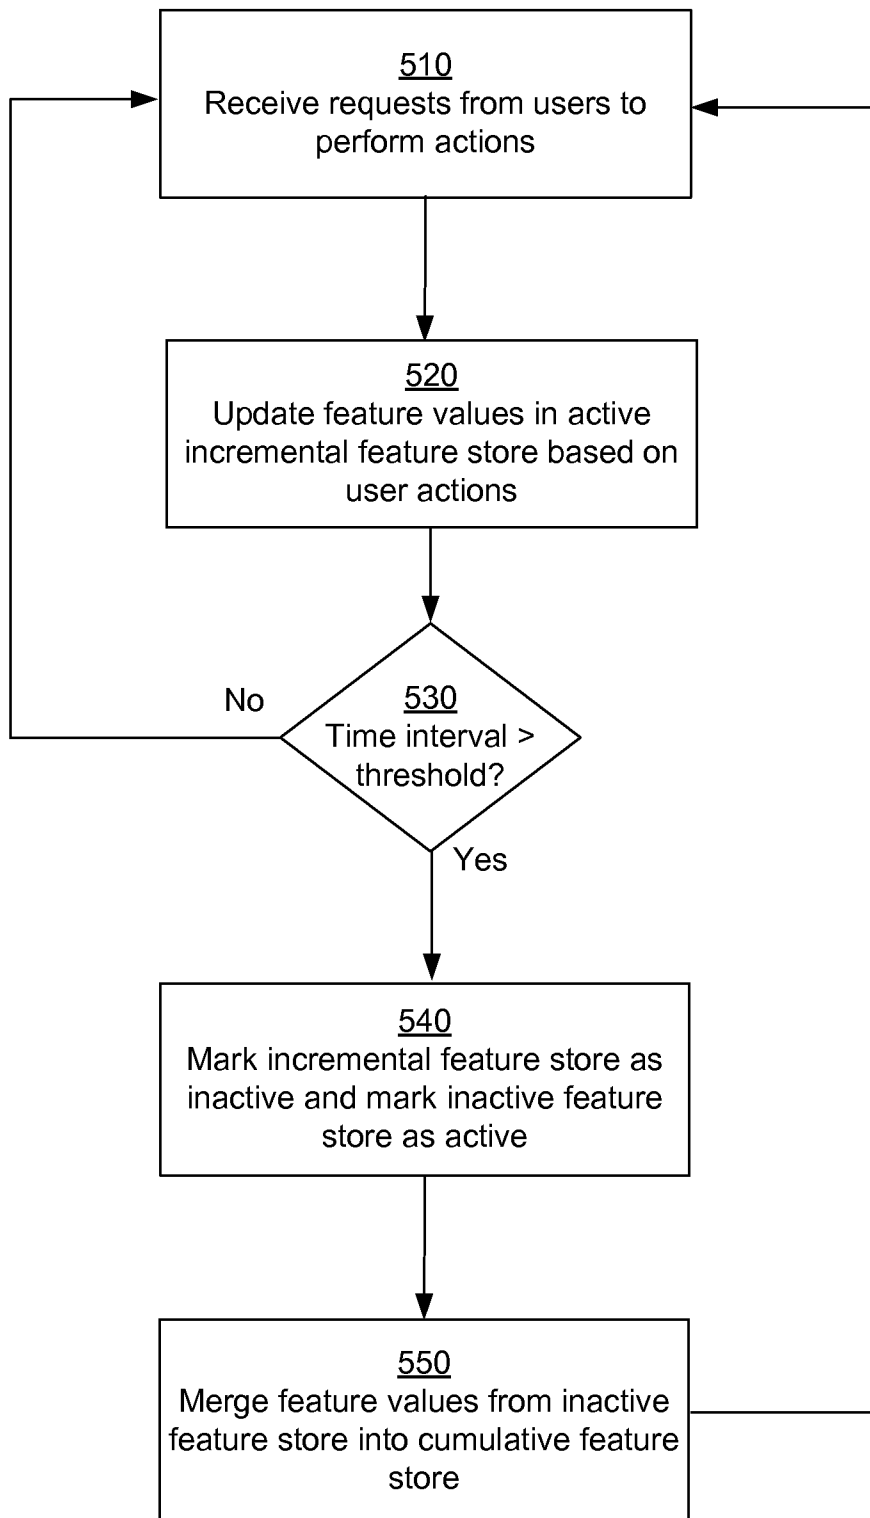 510
Receive requests from users to
perform actions
520
Update feature values in active
incremental feature store based on
user actions
No
530
Time interval >
threshold?
Yes
540
Mark incremental feature store as
inactive and mark inactive feature
store as active
550
Merge feature values from inactive
feature store into cumulative feature
store